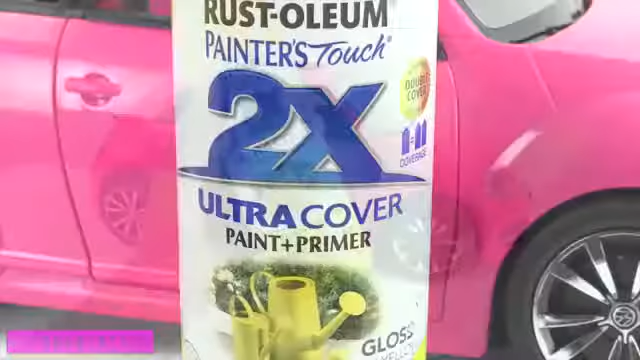 RUST-OLEUM
PAINTER'S Touch®
2X
DOUBLE
COVER
COVERAGE
ULTRA COVER
PAINT+PRIMER
GLOSS